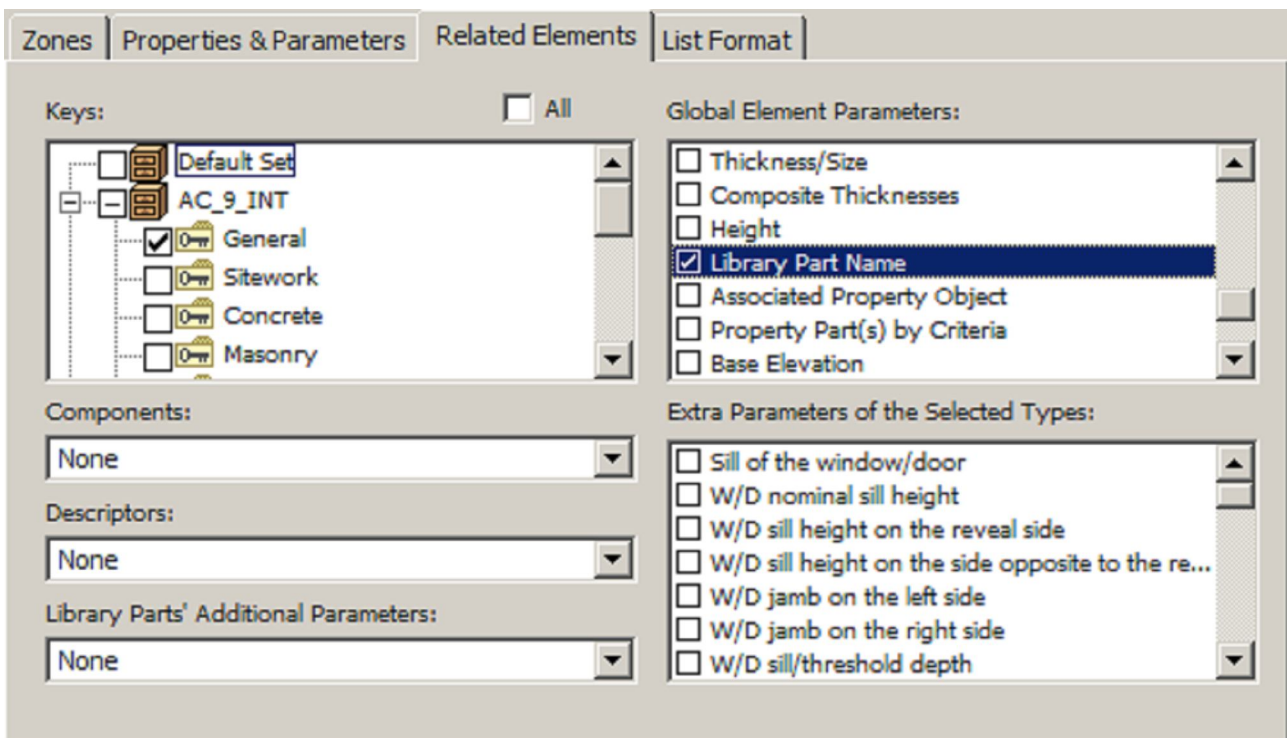 Zones
Properties & Parameters
Related Elements
List Format
Keys:
All
Default Set
AC_9_INT
General
Sitework
Concrete
Masonry
Components:
None
Descriptors:
None
Library Parts' Additional Parameters:
None
Global Element Parameters:
Thickness/Size
Composite Thicknesses
Height
Library Part Name
Associated Property Object
Property Part(s) by Criteria
Base Elevation
Extra Parameters of the Selected Types:
Sill of the window/door
W/D nominal sill height
W/D sill height on the reveal side
W/D sill height on the side opposite to the re...
W/D jamb on the left side
W/D jamb on the right side
W/D sill/threshold depth